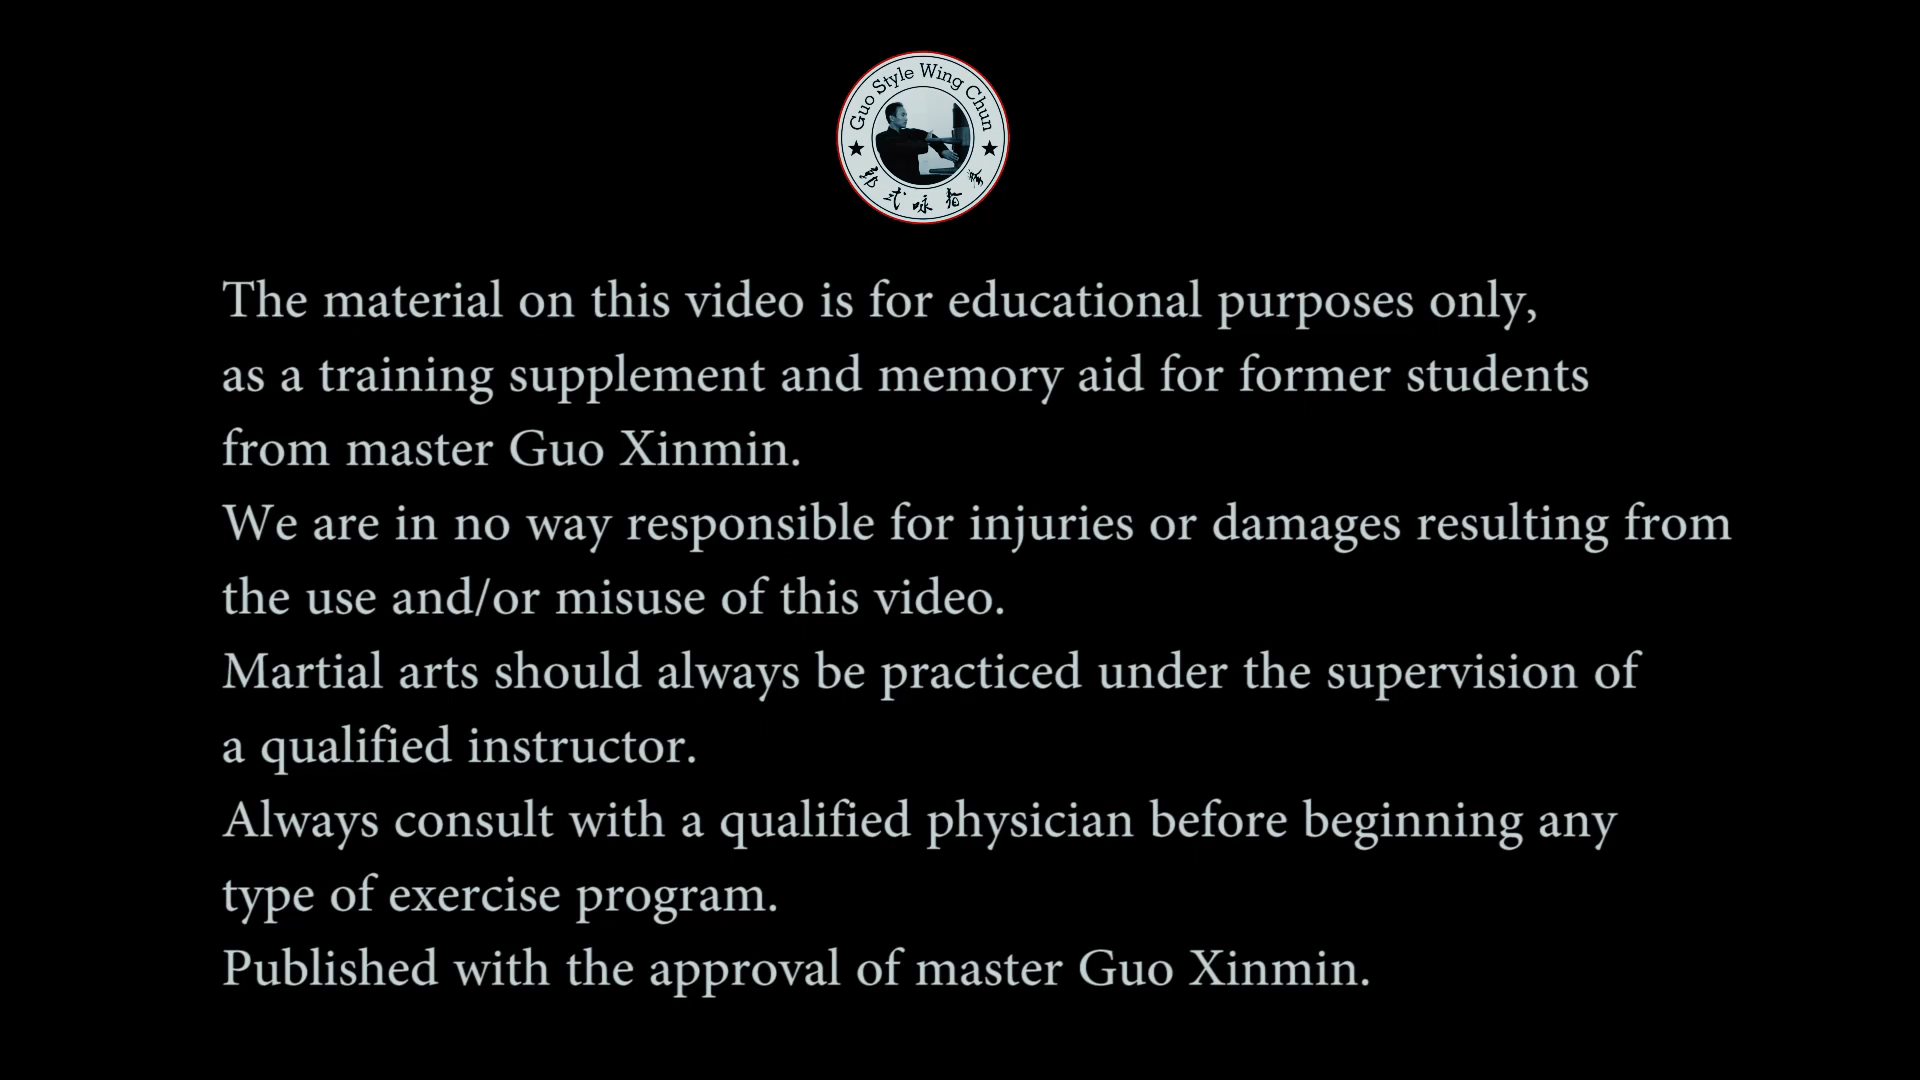 Guo Style Wing Chun
郭式咏春拳
The material on this video is for educational purposes only,
as a training supplement and memory aid for former students
from master Guo Xinmin.
We are in no way responsible for injuries or damages resulting from
the use and/or misuse of this video.
Martial arts should always be practiced under the supervision of
a qualified instructor.
Always consult with a qualified physician before beginning any
type of exercise program.
Published with the approval of master Guo Xinmin.